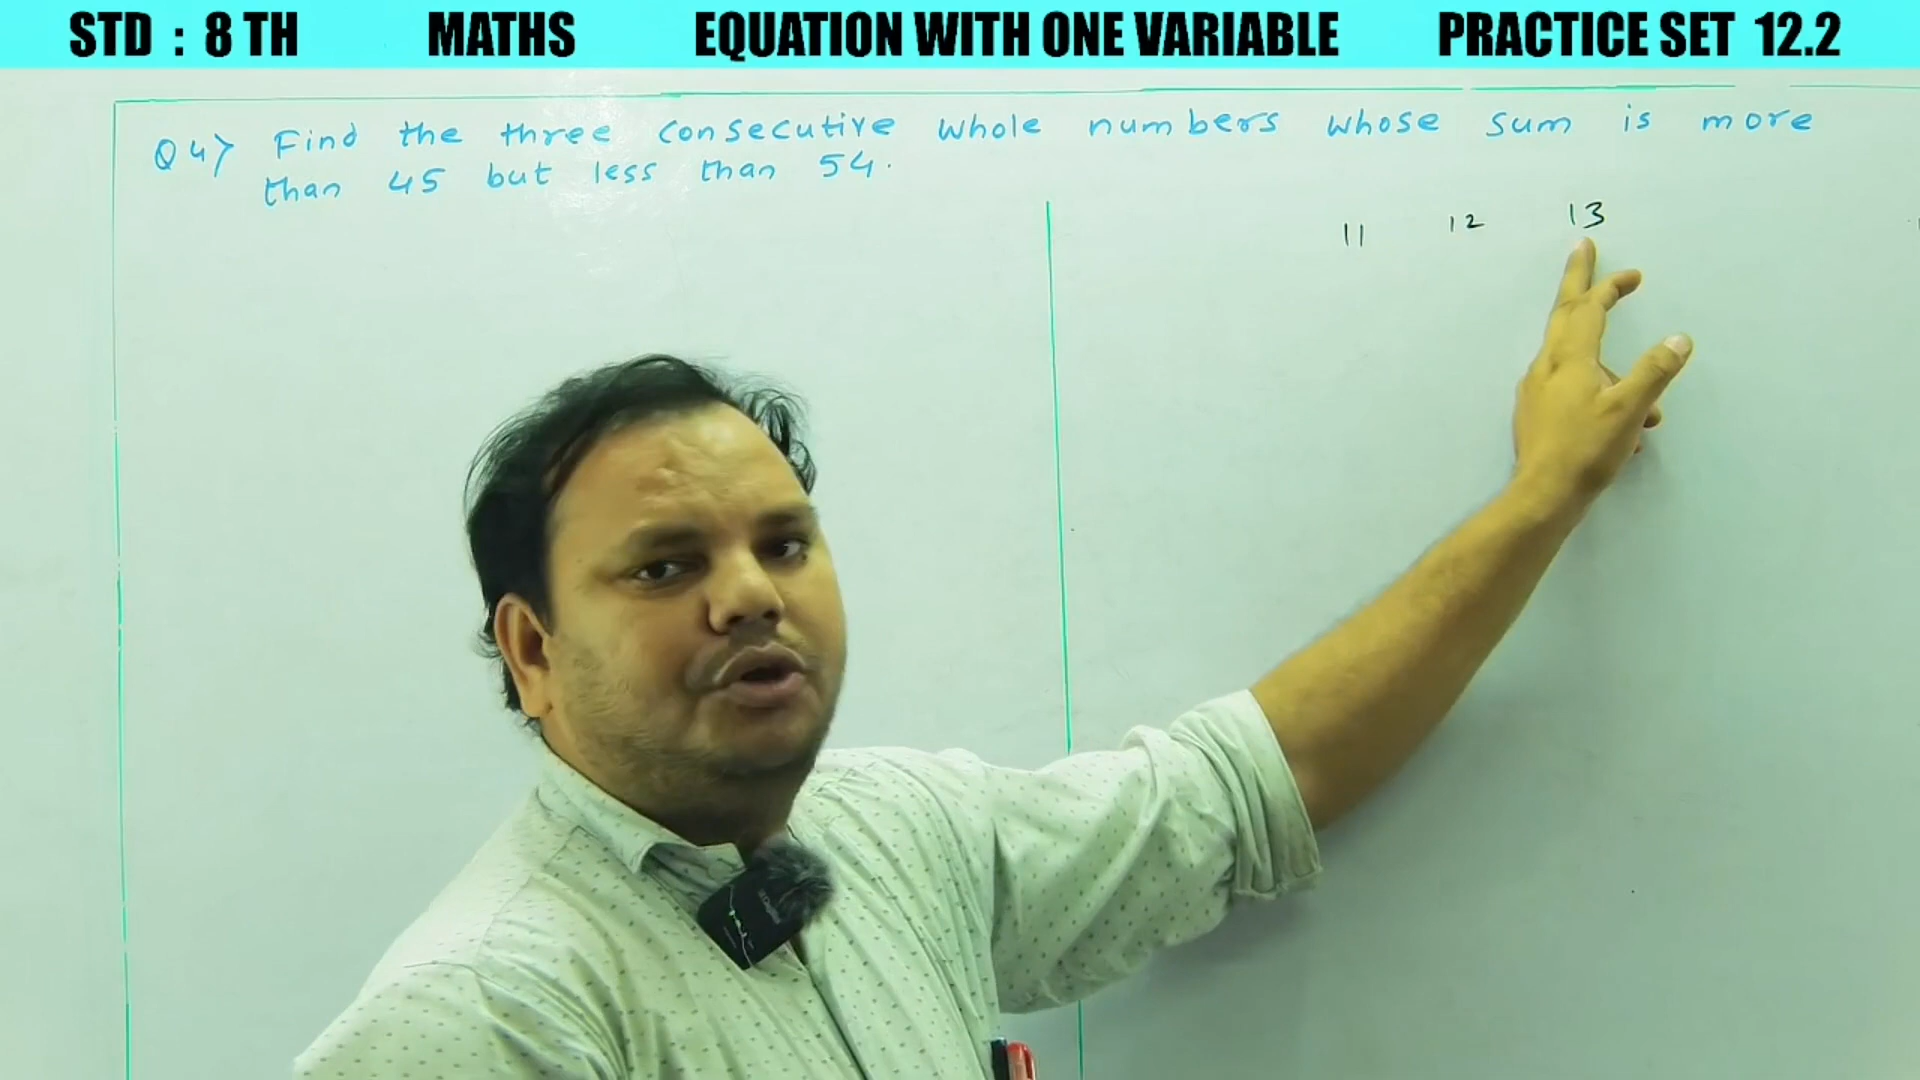 STD : 8 TH MATHS EQUATION WITH ONE VARIABLE PRACTICE SET 12.2
Q4> Find the three consecutive whole numbers whose sum is more
than 45 but less than 54.
11 12 13